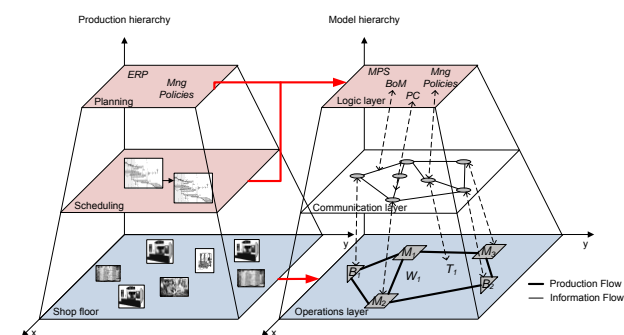 Production hierarchy
Model hierarchy
ERP
Mng
Policies
Planning
MPS
BoM
PC
Mng
Policies
Logic layer
Scheduling
Communication layer
y
y
B1
M1
W1
T1
M3
B2
M2
Shop floor
Operations layer
Production Flow
Information Flow
x
x